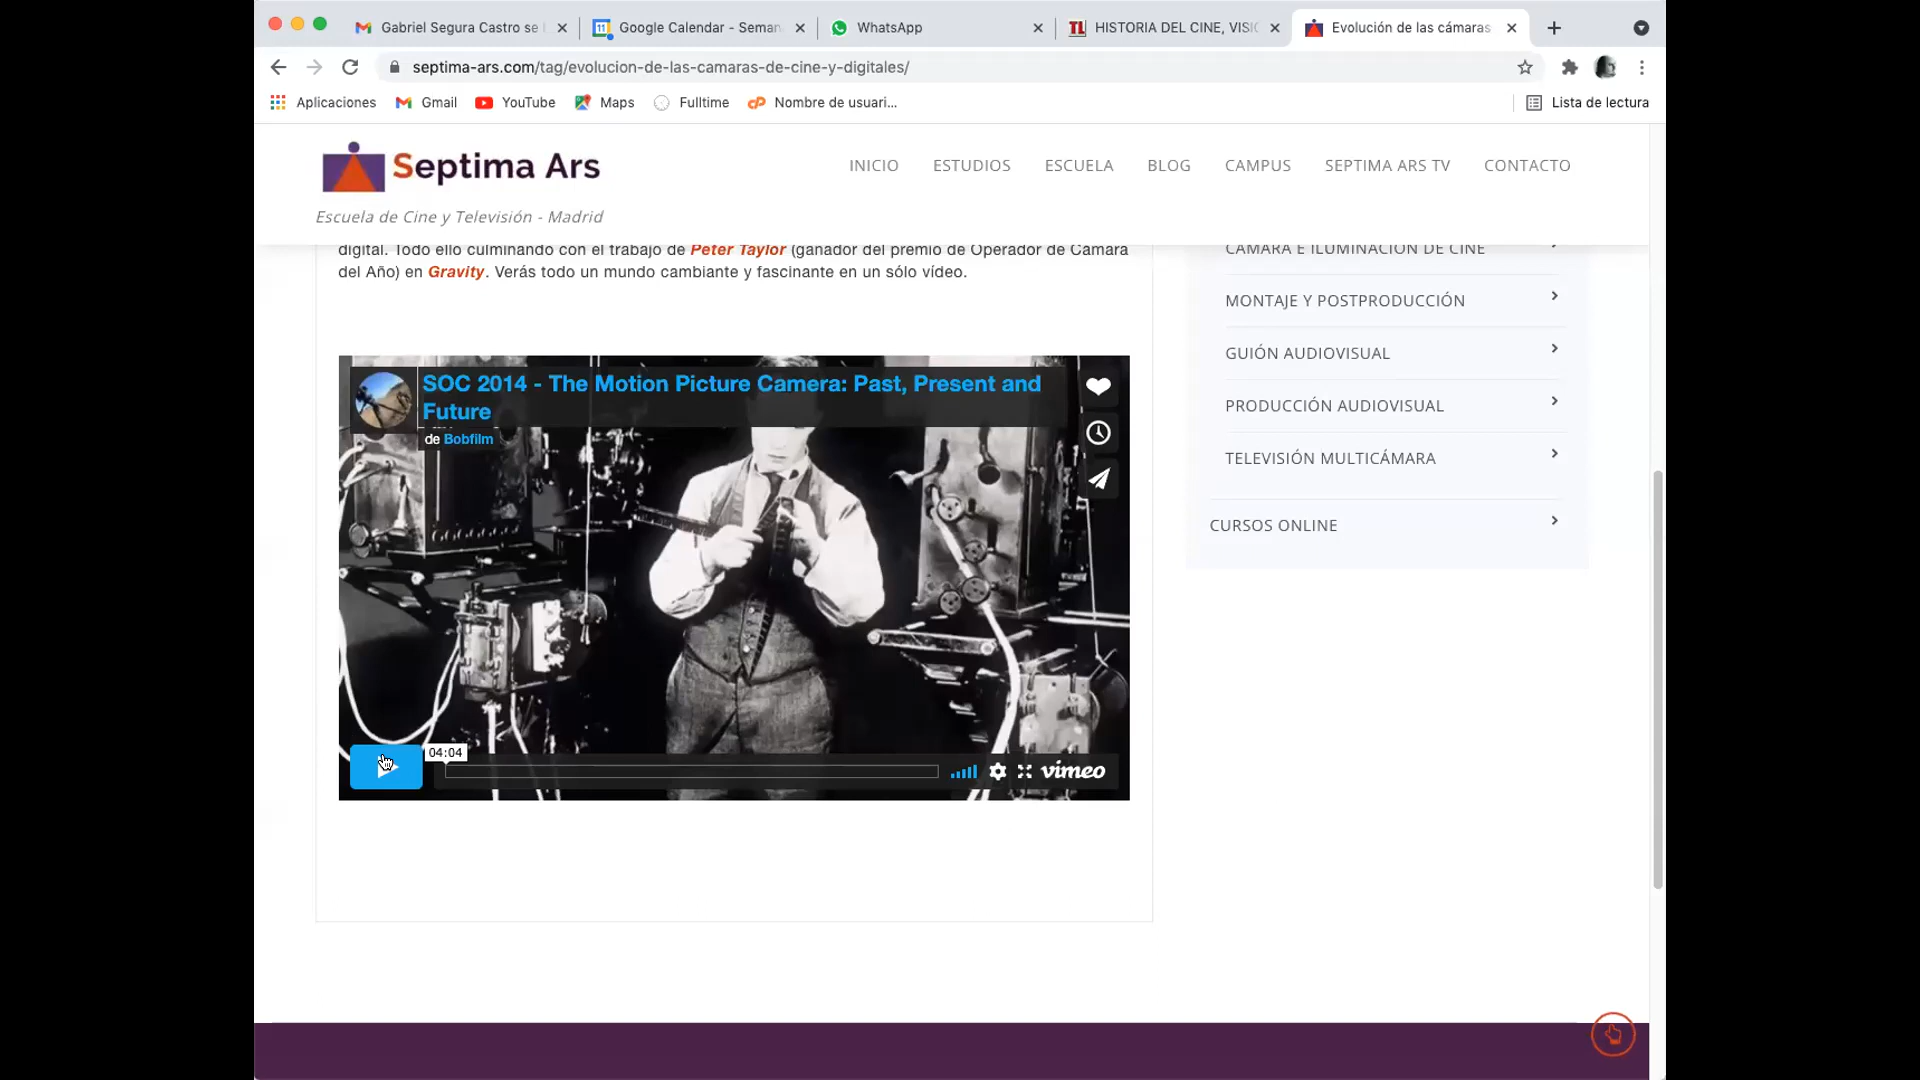 Gabriel Segura Castro se
Google Calendar - Seman
WhatsApp
HISTORIA DEL CINE, VISI
Evolución de las cámaras
septima-ars.com/tag/evolucion-de-las-camaras-de-cine-y-digitales/
Aplicaciones
Gmail
YouTube
Maps
Fulltime
Nombre de usuari...
Lista de lectura
Septima Ars
Escuela de Cine y Televisión - Madrid
INICIO
ESTUDIOS
ESCUELA
BLOG
CAMPUS
SEPTIMA ARS TV
CONTACTO
digital. Todo ello culminando con el trabajo de Peter Taylor (ganador del premio de Operador de Cámara
del Año) en Gravity. Verás todo un mundo cambiante y fascinante en un sólo vídeo.
SOC 2014 - The Motion Picture Camera: Past, Present and
Future
de Bobfilm
04:04
vimeo
CÁMARA E ILUMINACIÓN DE CINE
MONTAJE Y POSTPRODUCCIÓN
GUIÓN AUDIOVISUAL
PRODUCCIÓN AUDIOVISUAL
TELEVISIÓN MULTICÁMARA
CURSOS ONLINE